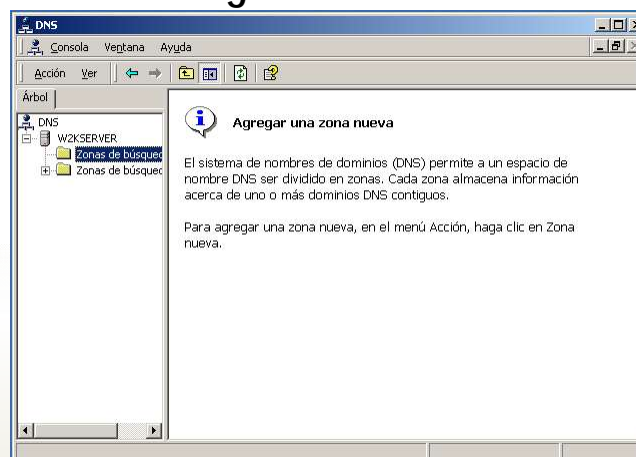 DNS
Consola Ventana Ayuda
Acción Ver
Árbol
DNS
W2KSERVER
Zonas de búsqued
Zonas de búsqued
Agregar una zona nueva
El sistema de nombres de dominios (DNS) permite a un espacio de
nombre DNS ser dividido en zonas. Cada zona almacena información
acerca de uno o más dominios DNS contiguos.
Para agregar una zona nueva, en el menú Acción, haga clic en Zona
nueva.